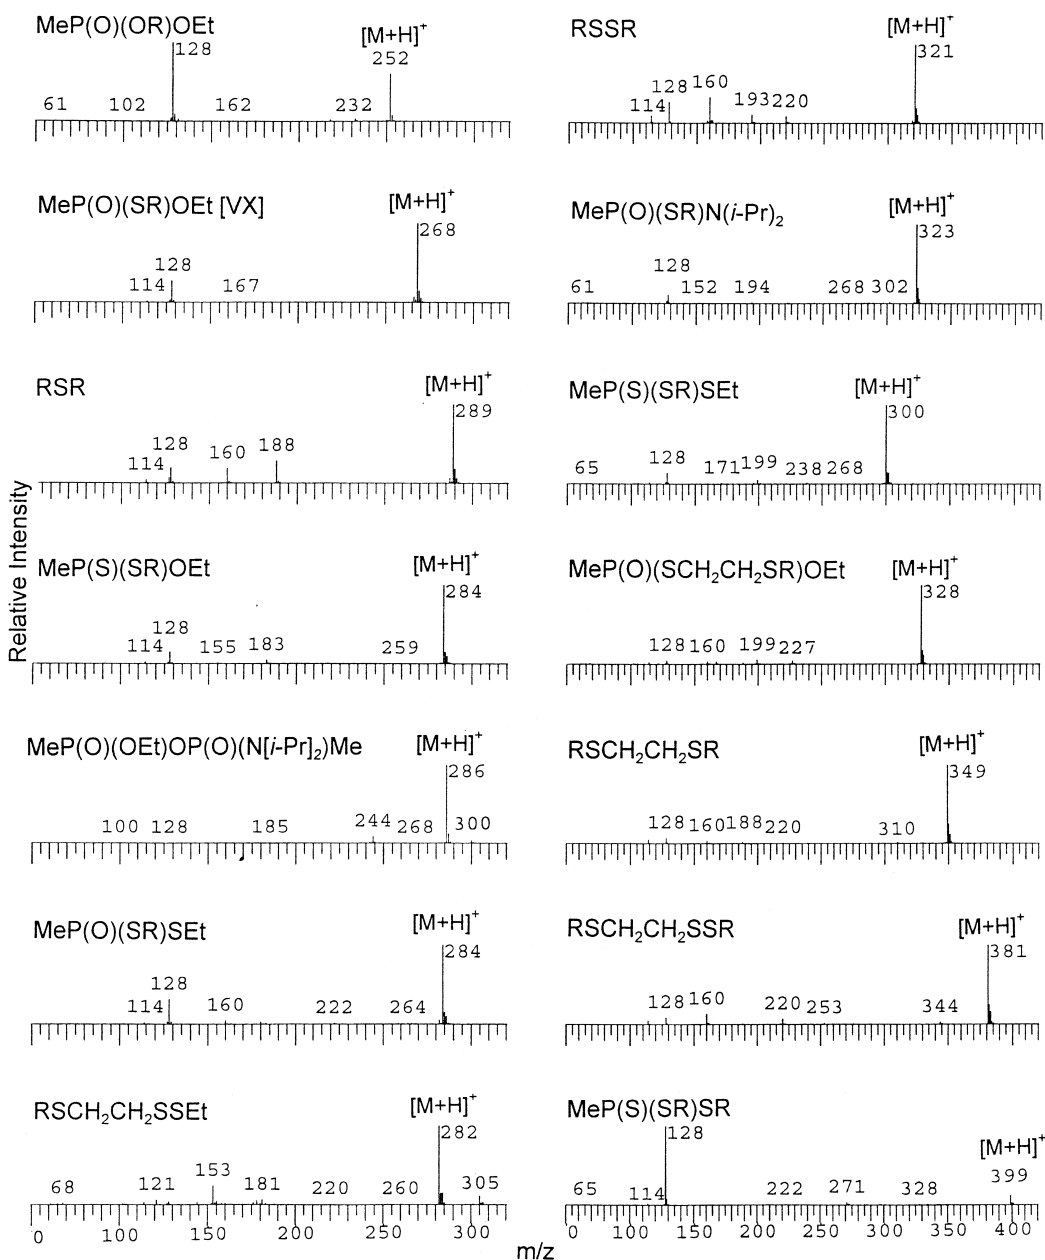 MeP(O)(OR)OEt
[M+H]+
128
252
61 102 162 232
RSSR
[M+H]+
321
128 160
114 193 220
MeP(O)(SR)OEt [VX]
[M+H]+
268
128
114 167
MeP(O)(SR)N(i-Pr)2
[M+H]+
323
128
61 152 194 268 302
RSR
[M+H]+
289
128 160 188
114
MeP(S)(SR)SEt
[M+H]+
300
128 199
65 171 238 268
Relative Intensity
MeP(S)(SR)OEt
[M+H]+
284
128
114 155 183 259
MeP(O)(SCH2CH2SR)OEt
[M+H]+
328
128 160 199 227
MeP(O)(OEt)OP(O)(N[i-Pr]2)Me
[M+H]+
286
100 128 185 244 268 300
RSCH2CH2SR
[M+H]+
349
128 160 188 220 310
MeP(O)(SR)SEt
[M+H]+
284
128
114 160 222 264
RSCH2CH2SSR
[M+H]+
381
128 160 220 253 344
RSCH2CH2SSEt
[M+H]+
282
153
68 121 181 220 260 305
0 100 150 200 250 300
MeP(S)(SR)SR
128
[M+H]+
399
65 114 222 271 328
0 100 150 200 250 300 350 400
m/z